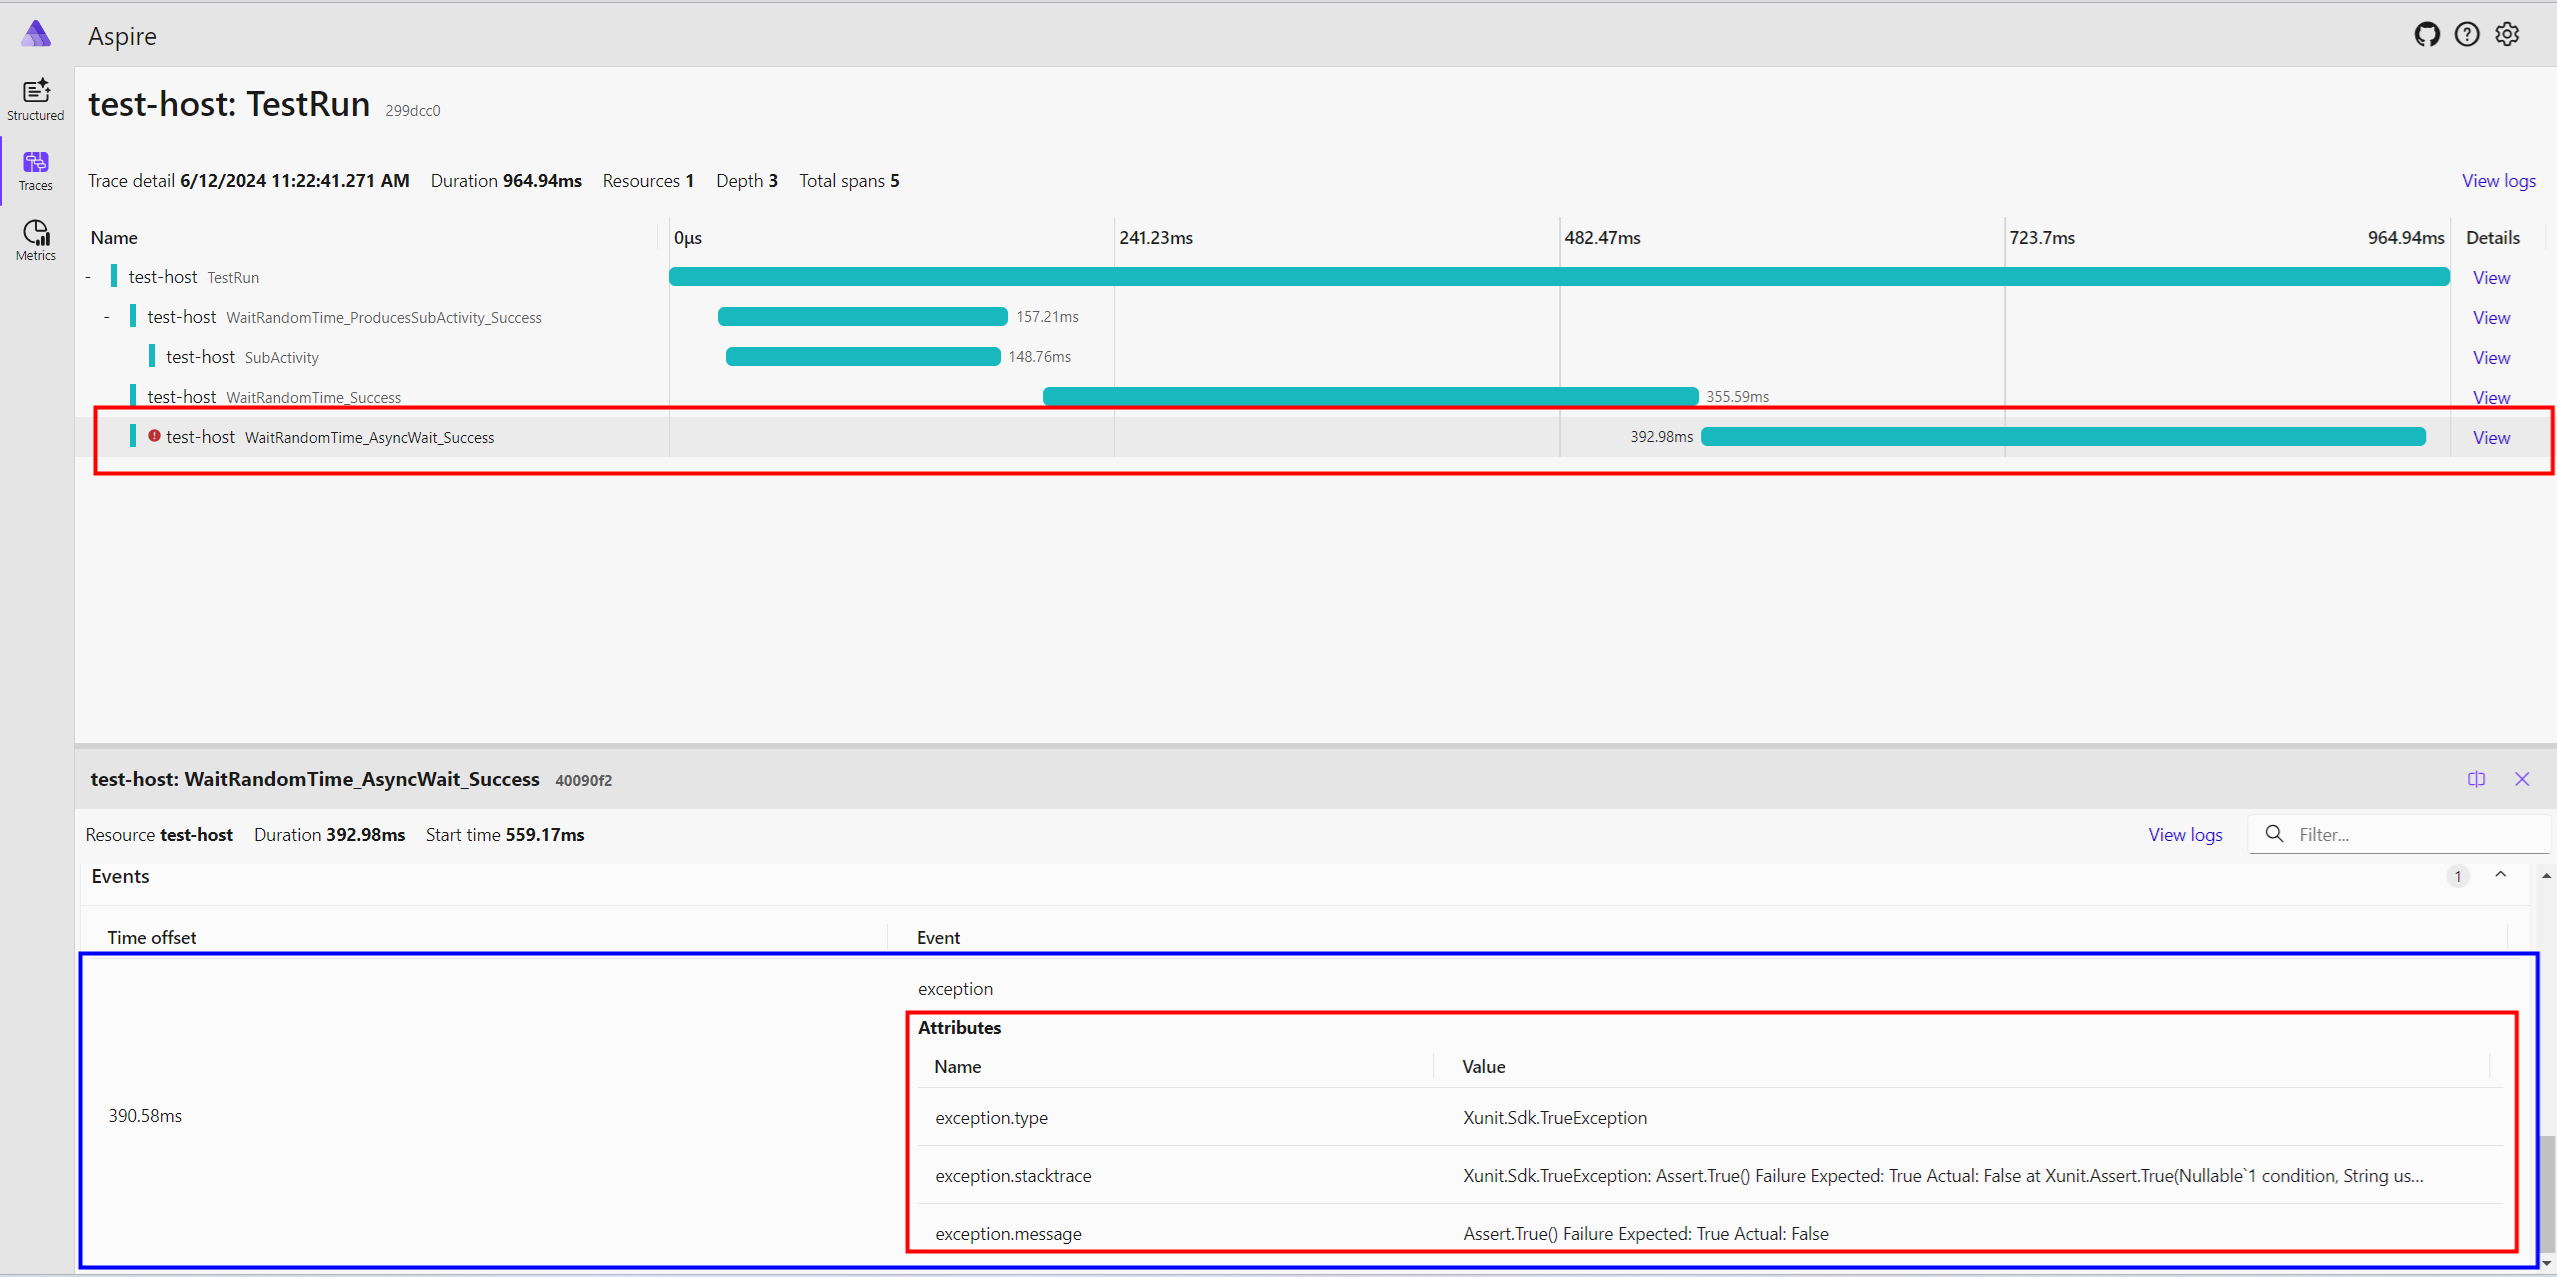 Aspire
Structured
Traces
Metrics
test-host: TestRun 299dcc0
Trace detail 6/12/2024 11:22:41.271 AM Duration 964.94ms Resources 1 Depth 3 Total spans 5 View logs
Name 0μs 241.23ms 482.47ms 723.7ms 964.94ms Details
- test-host TestRun View
- test-host WaitRandomTime_ProducesSubActivity_Success 157.21ms View
test-host SubActivity 148.76ms View
test-host WaitRandomTime_Success 355.59ms View
test-host WaitRandomTime_AsyncWait_Success 392.98ms View
test-host: WaitRandomTime_AsyncWait_Success 40090f2
Resource test-host Duration 392.98ms Start time 559.17ms View logs Filter...
Events 1
Time offset Event
exception
Attributes
Name Value
390.58ms
exception.type Xunit.Sdk.TrueException
exception.stacktrace Xunit.Sdk.TrueException: Assert.True() Failure Expected: True Actual: False at Xunit.Assert.True(Nullable`1 condition, String us...
exception.message Assert.True() Failure Expected: True Actual: False